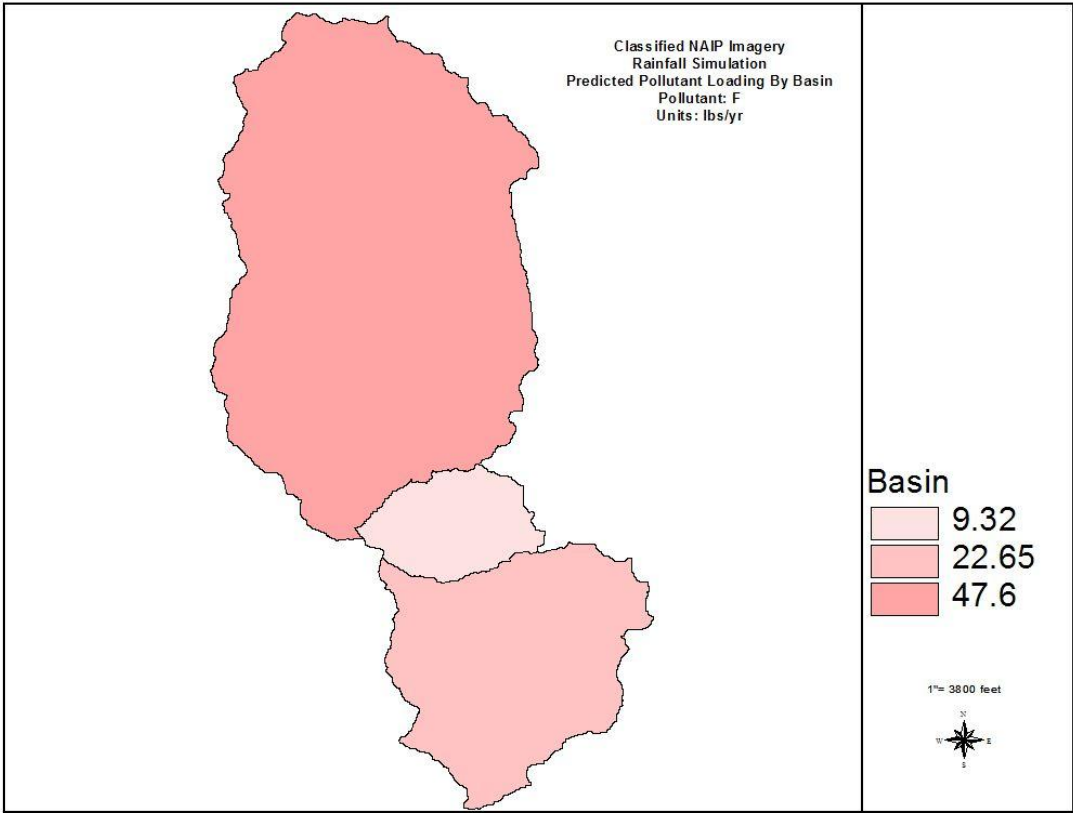 Classified NAIP Imagery
Rainfall Simulation
Predicted Pollutant Loading By Basin
Pollutant: F
Units: lbs/yr
Basin
9.32
22.65
47.6
1"= 3800 feet
N
W E
S